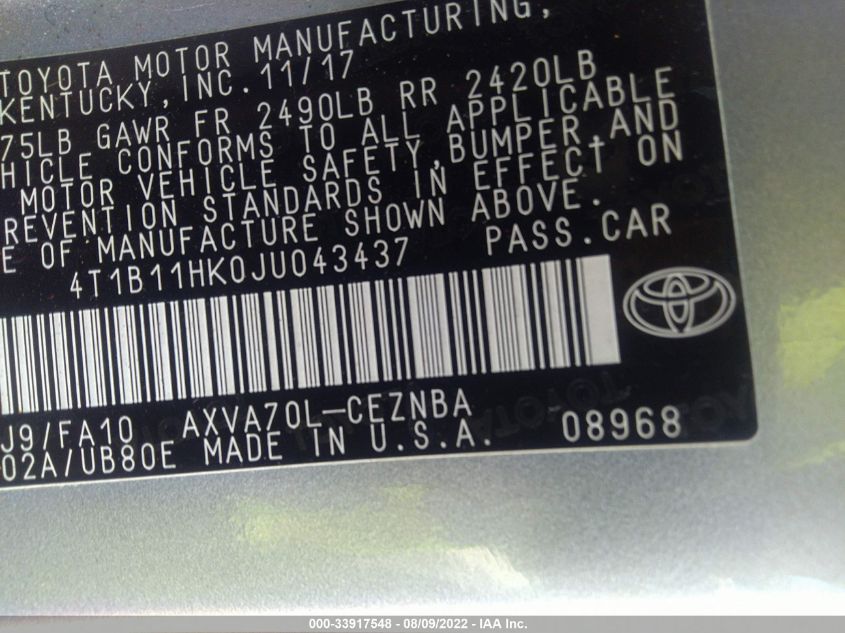 TOYOTA MOTOR MANUFACTURING,
KENTUCKY, INC. 11/17
75LB GAWR FR 2490LB RR 2420LB
HICLE CONFORMS TO ALL APPLICABLE
MOTOR VEHICLE SAFETY, BUMPER, AND
REVENTION STANDARDS IN EFFECT ON
E OF MANUFACTURE SHOWN ABOVE.
4T1B11HK0JU043437 PASS.CAR
J9/FA10 AXVA70L-CEZNBA
02A/UB80E MADE IN U.S.A. 08968
000-33917548 - 08/09/2022 - IAA Inc.